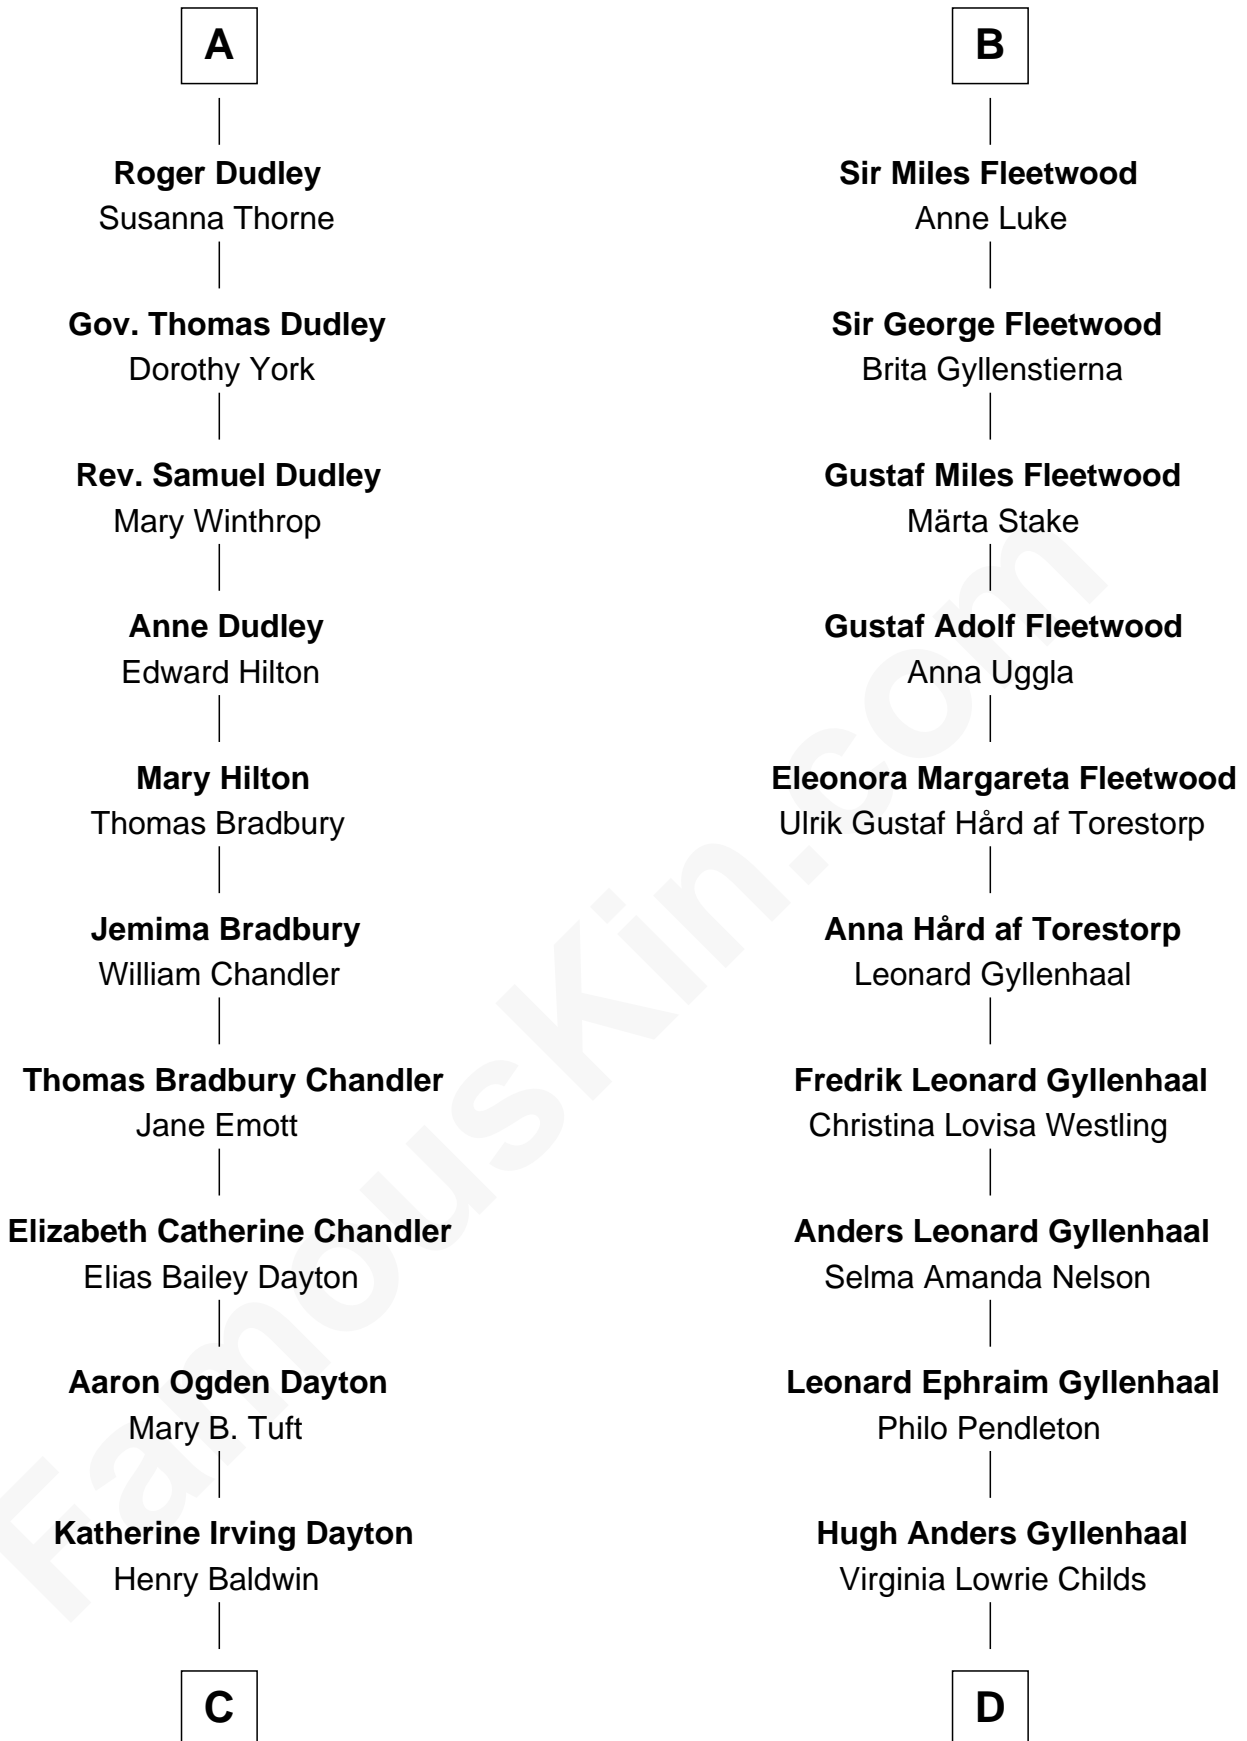 A
Roger Dudley
Susanna Thorne
Gov. Thomas Dudley
Dorothy York
Rev. Samuel Dudley
Mary Winthrop
Anne Dudley
Edward Hilton
Mary Hilton
Thomas Bradbury
Jemima Bradbury
William Chandler
Thomas Bradbury Chandler
Jane Emott
Elizabeth Catherine Chandler
Elias Bailey Dayton
Aaron Ogden Dayton
Mary B. Tuft
Katherine Irving Dayton
Henry Baldwin
C
B
Sir Miles Fleetwood
Anne Luke
Sir George Fleetwood
Brita Gyllenstierna
Gustaf Miles Fleetwood
Märta Stake
Gustaf Adolf Fleetwood
Anna Uggla
Eleonora Margareta Fleetwood
Ulrik Gustaf Hård af Torestorp
Anna Hård af Torestorp
Leonard Gyllenhaal
Fredrik Leonard Gyllenhaal
Christina Lovisa Westling
Anders Leonard Gyllenhaal
Selma Amanda Nelson
Leonard Ephraim Gyllenhaal
Philo Pendleton
Hugh Anders Gyllenhaal
Virginia Lowrie Childs
D
FamousKin.com